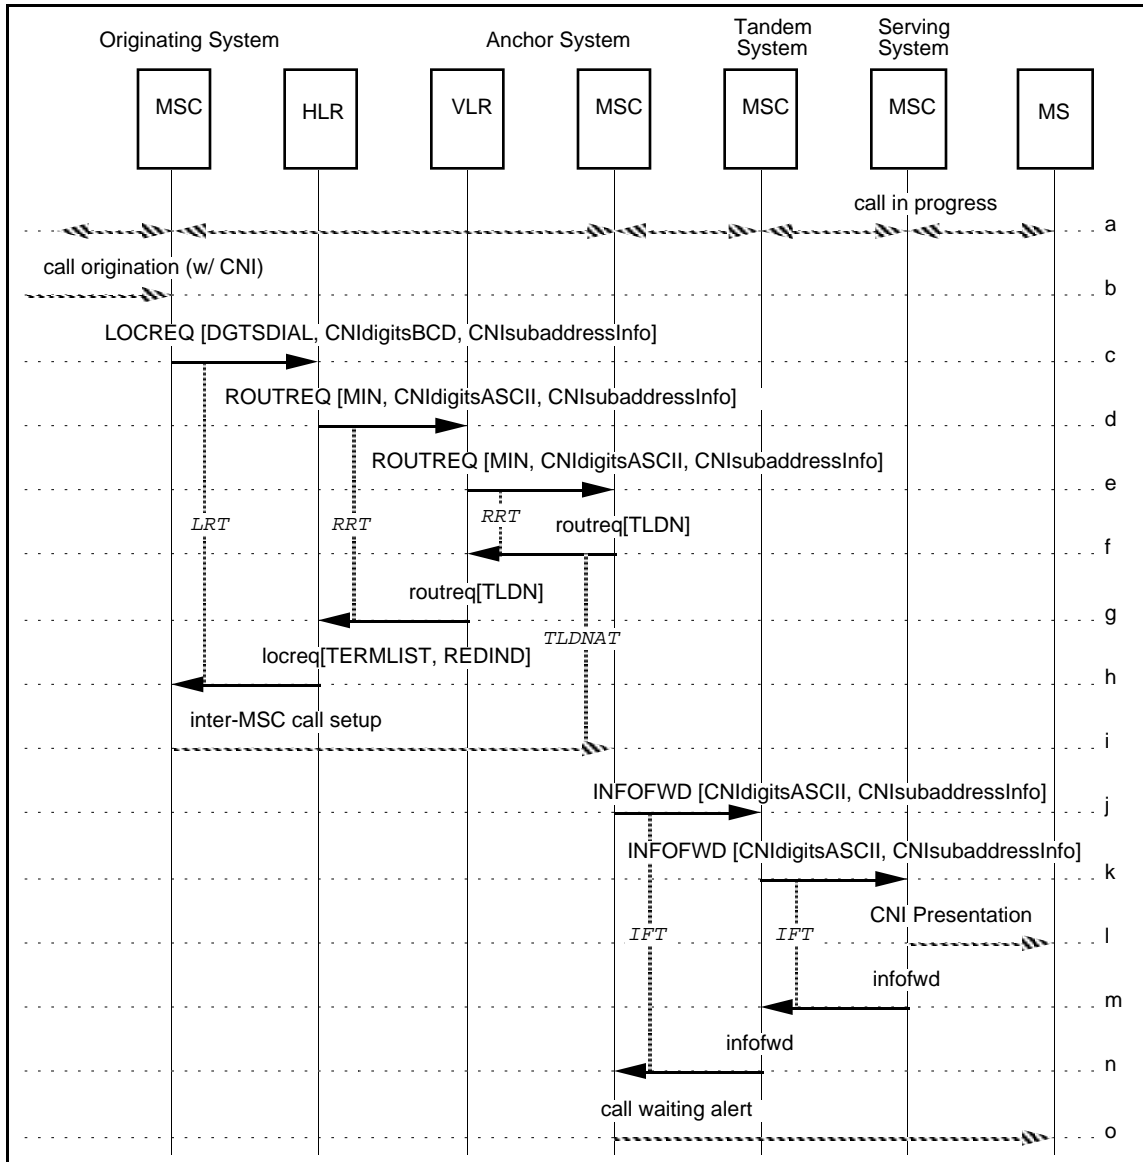 Originating System
Anchor System
Tandem
System
Serving
System
MSC
HLR
VLR
MSC
MSC
MSC
MS
call in progress
a
call origination (w/ CNI)
b
LOCREQ [DGTSDIAL, CNIdigitsBCD, CNIsubaddressInfo]
c
ROUTREQ [MIN, CNIdigitsASCII, CNIsubaddressInfo]
d
ROUTREQ [MIN, CNIdigitsASCII, CNIsubaddressInfo]
e
LRT
RRT
RRT
routreq[TLDN]
f
routreq[TLDN]
g
TLDNAT
locreq[TERMLIST, REDIND]
h
inter-MSC call setup
i
INFOFWD [CNIdigitsASCII, CNIsubaddressInfo]
j
INFOFWD [CNIdigitsASCII, CNIsubaddressInfo]
k
CNI Presentation
IFT
IFT
l
infofwd
m
infofwd
n
call waiting alert
o